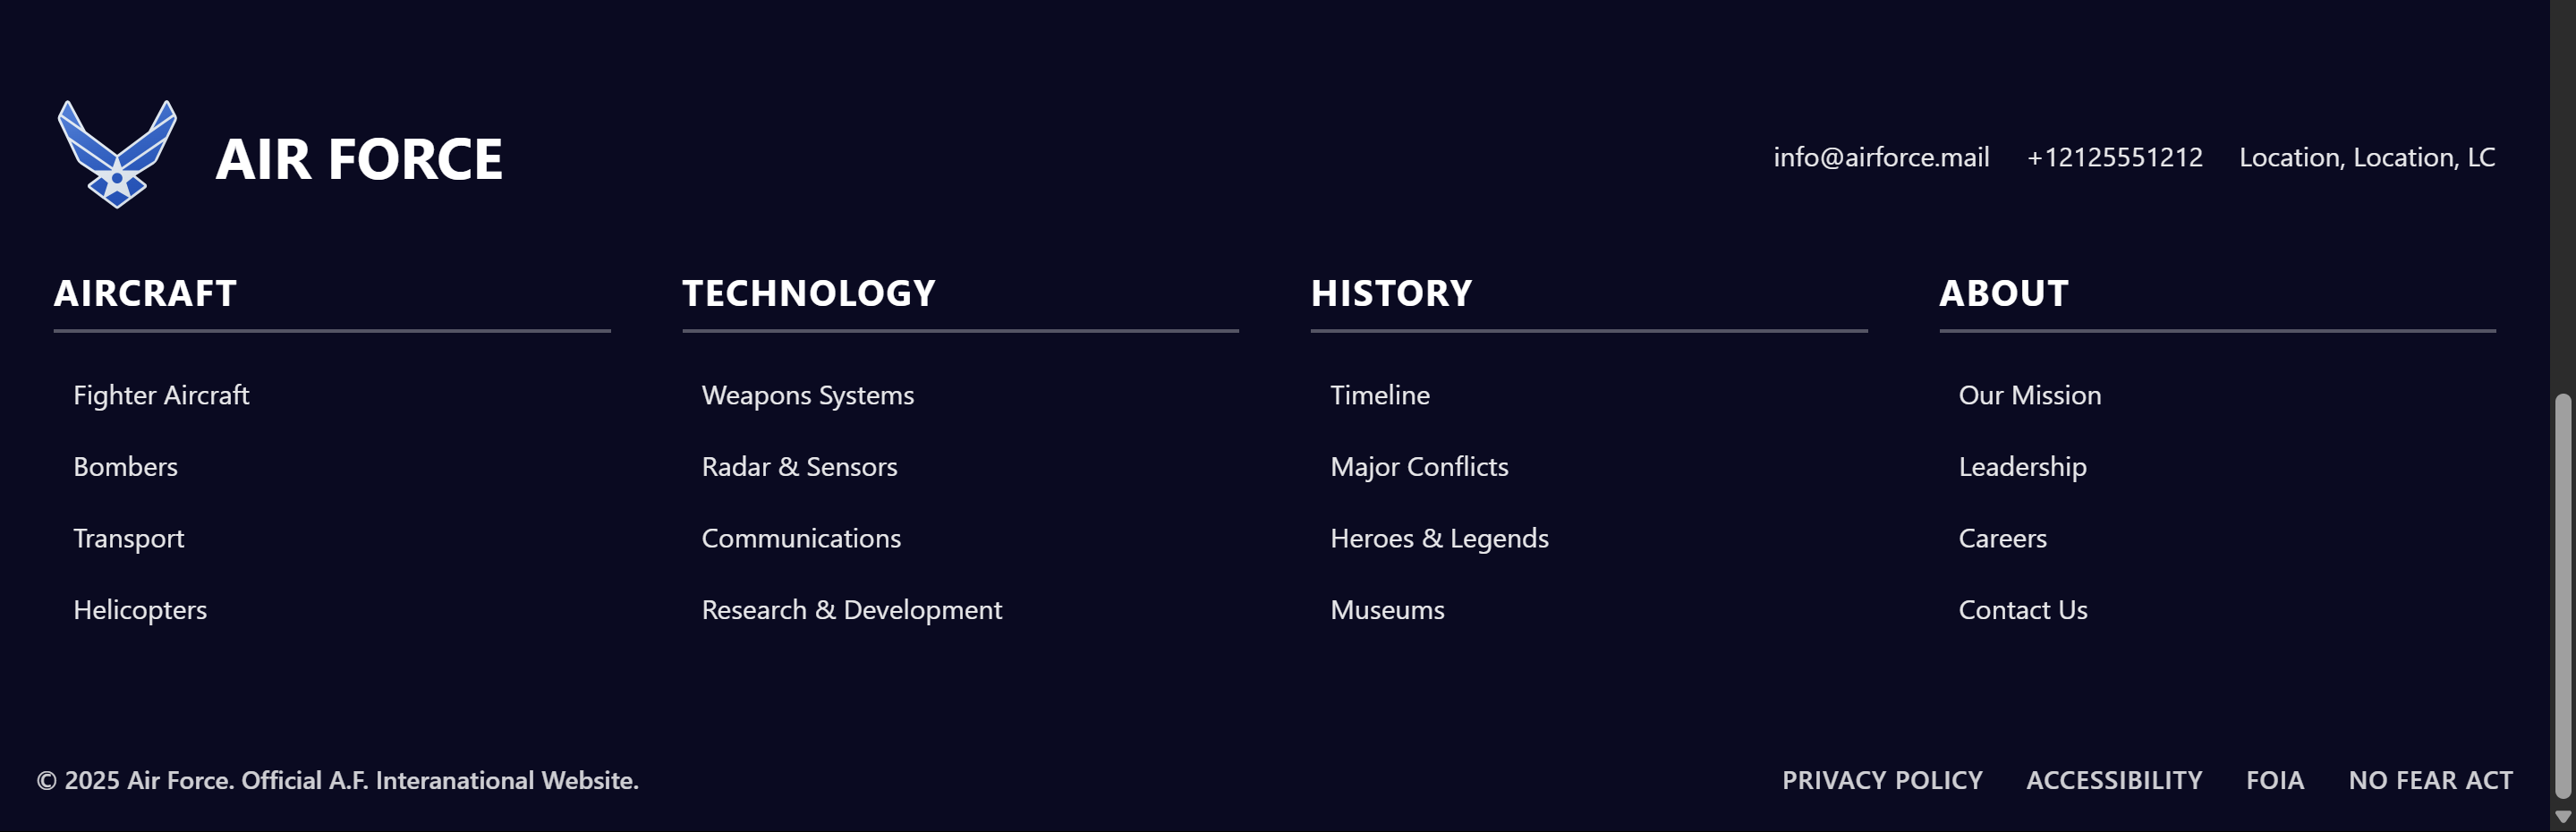 AIR FORCE
info@airforce.mail +12125551212 Location, Location, LC
AIRCRAFT
Fighter Aircraft
Bombers
Transport
Helicopters
TECHNOLOGY
Weapons Systems
Radar & Sensors
Communications
Research & Development
HISTORY
Timeline
Major Conflicts
Heroes & Legends
Museums
ABOUT
Our Mission
Leadership
Careers
Contact Us
© 2025 Air Force. Official A.F. Interanational Website.
PRIVACY POLICY ACCESSIBILITY FOIA NO FEAR ACT